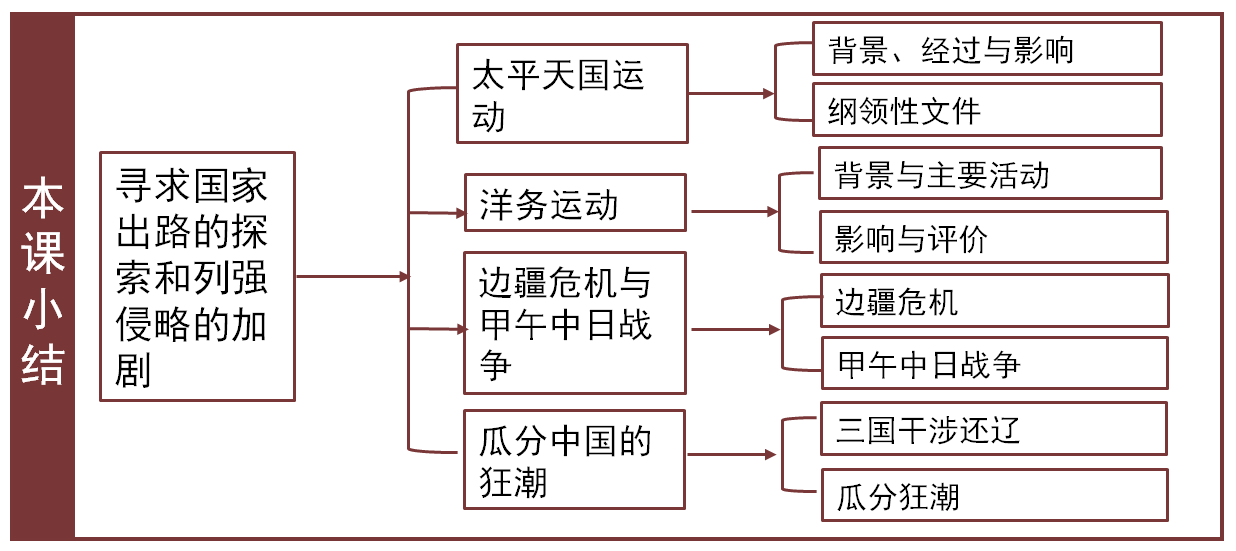 本课小结
寻求国家
出路的探
索和列强
侵略的加
剧
太平天国运
动
背景、经过与影响
纲领性文件
洋务运动
背景与主要活动
影响与评价
边疆危机与
甲午中日战
争
边疆危机
甲午中日战争
瓜分中国的
狂潮
三国干涉还辽
瓜分狂潮